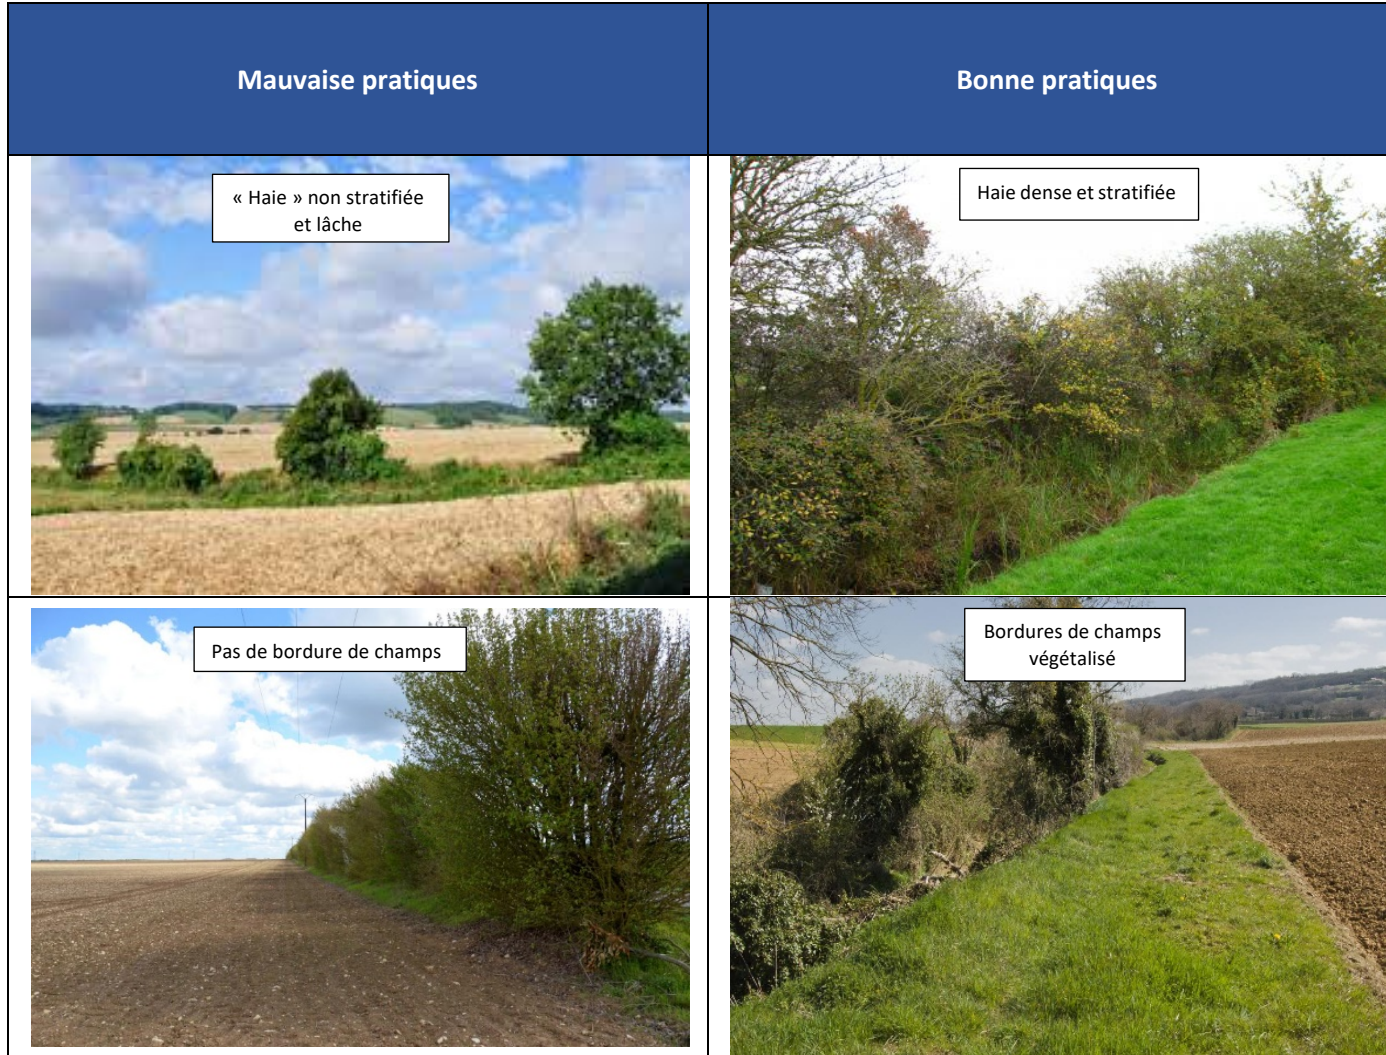 Mauvaise pratiques
Bonne pratiques
« Haie » non stratifiée
et lâche
Haie dense et stratifiée
Pas de bordure de champs
Bordures de champs
végétalisé